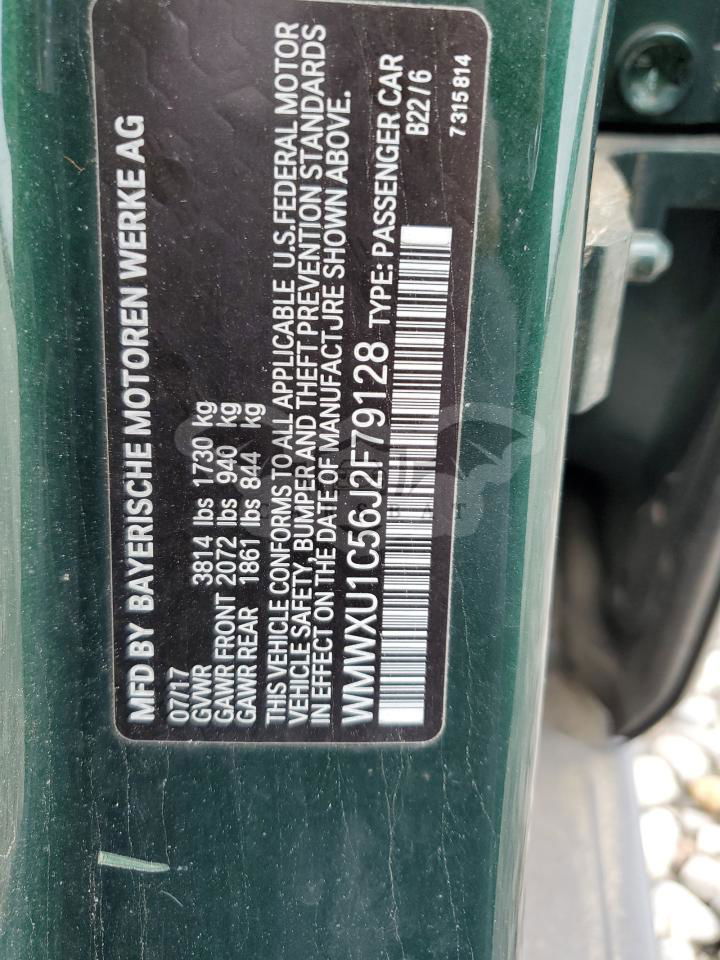 MFD BY BAYERISCHE MOTOREN WERKE AG
07/17
GVWR 3814 lbs 1730 kg
GAWR FRONT 2072 lbs 940 kg
GAWR REAR 1861 lbs 844 kg
THIS VEHICLE CONFORMS TO ALL APPLICABLE U.S.FEDERAL MOTOR
VEHICLE SAFETY, BUMPER AND THEFT PREVENTION STANDARDS
IN EFFECT ON THE DATE OF MANUFACTURE SHOWN ABOVE.
WMWXU1C56J2F79128 TYPE: PASSENGER CAR
B22/6
7 315 814